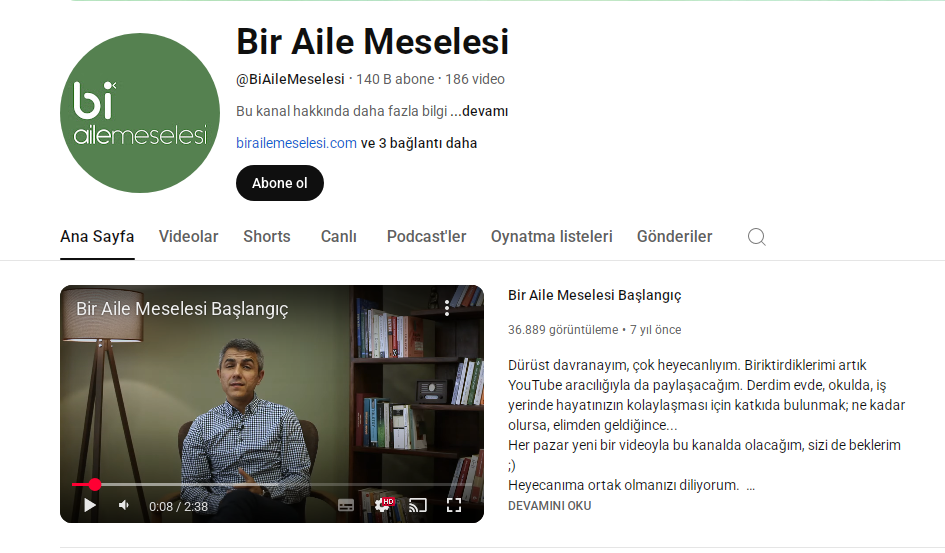 bi
ailemeselesi
Bir Aile Meselesi
@BiAileMeselesi · 140 B abone · 186 video
Bu kanal hakkında daha fazla bilgi ...devamı
birailemeselesi.com ve 3 bağlantı daha
Abone ol
Ana Sayfa Videolar Shorts Canlı Podcast'ler Oynatma listeleri Gönderiler
Bir Aile Meselesi Başlangıç
0:08 / 2:38
HD
Bir Aile Meselesi Başlangıç
36.889 görüntüleme • 7 yıl önce
Dürüst davranayım, çok heyecanlıyım. Biriktirdiklerimi artık
YouTube aracılığıyla da paylaşacağım. Derdim evde, okulda, iş
yerinde hayatınızın kolaylaşması için katkıda bulunmak; ne kadar
olursa, elimden geldiğince...
Her pazar yeni bir videoyla bu kanalda olacağım, sizi de beklerim
;)
Heyecanıma ortak olmanızı diliyorum. ...
DEVAMINI OKU